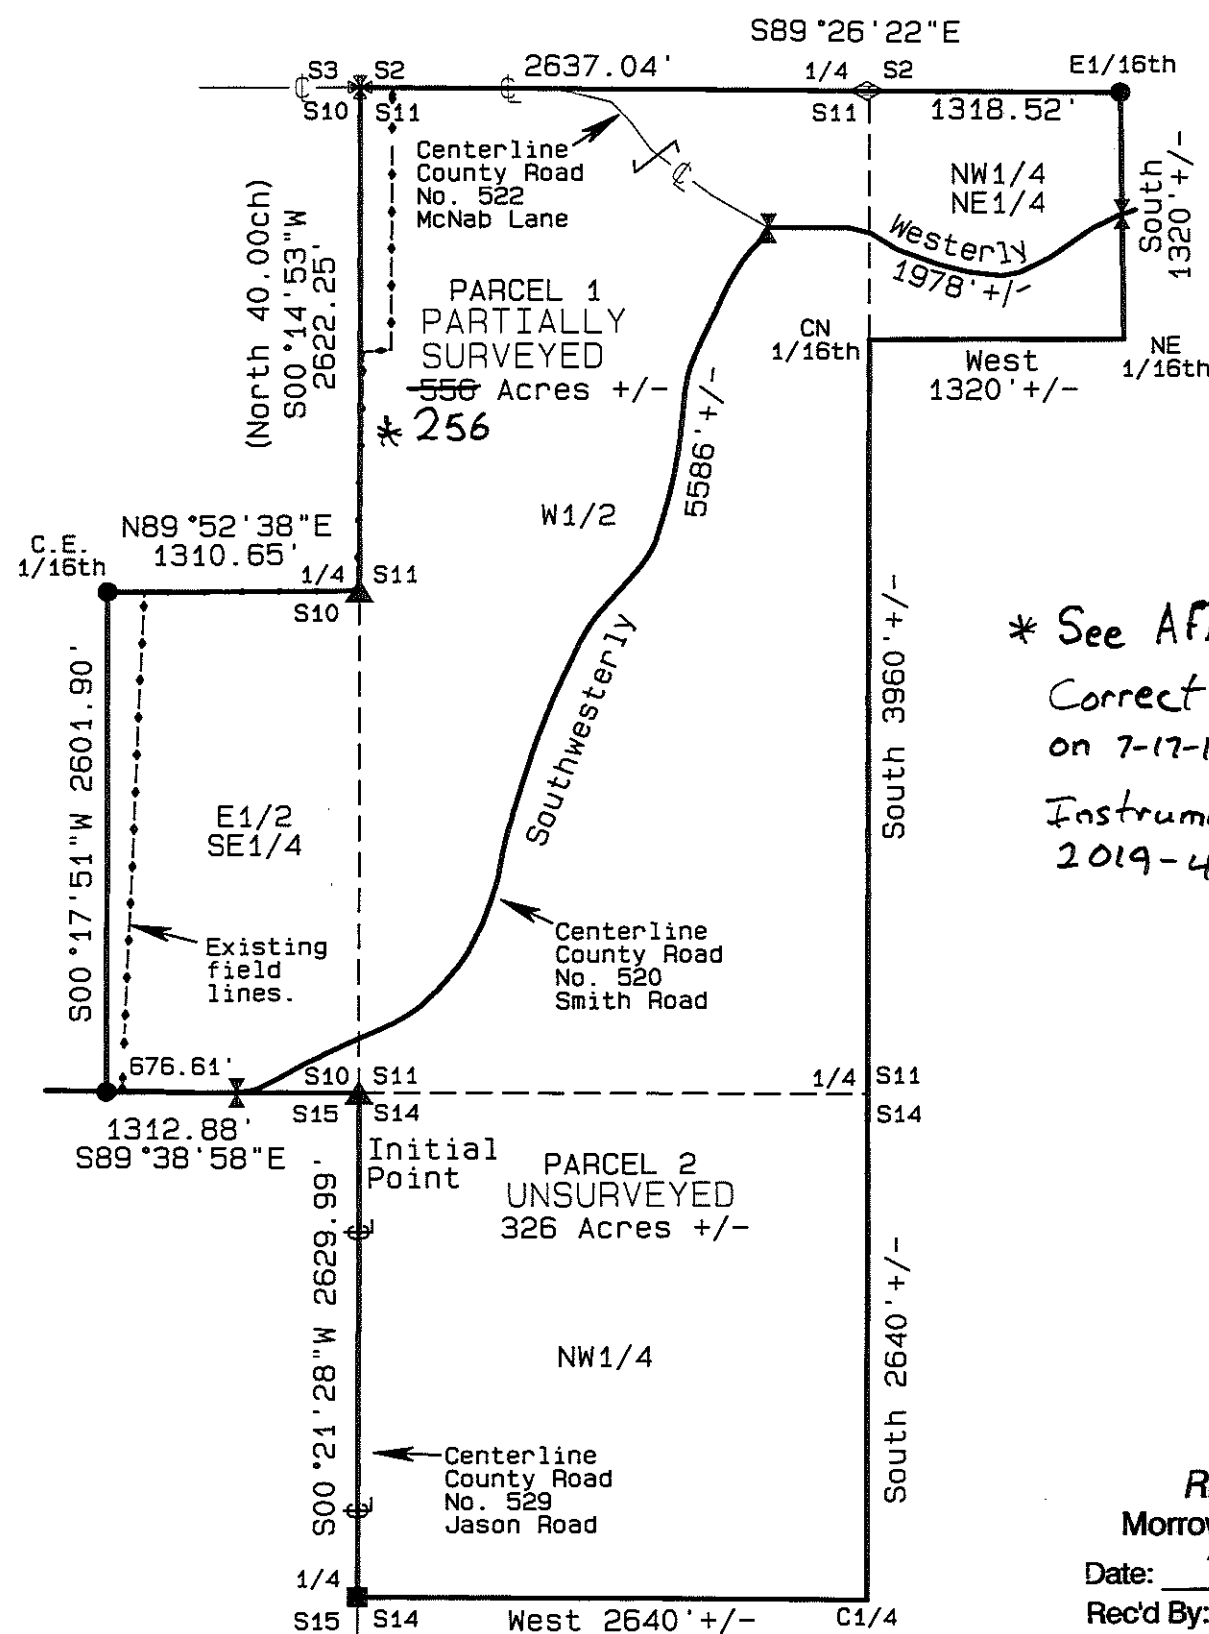 S89°26'22"E
S3 S2
2637.04'
1/4 S2
E1/16th
S10 S11
S11
1318.52'
Centerline
County Road
No. 522
McNab Lane
NW1/4
NE1/4
South
1320'+/-
Westerly
1978'+/-
(North 40.00ch)
S00°14'53"W
2622.25'
PARCEL 1
PARTIALLY
SURVEYED
556 Acres +/-
* 256
CN
1/16th
West
1320'+/-
NE
1/16th
5586'+/-
W1/2
N89°52'38"E
1310.65'
C.E.
1/16th
1/4 S11
S10
* See
Correct
on 7-17-1
2019-4
South 3960'+/-
Southwesterly
S00°17'51"W 2601.90'
E1/2
SE1/4
Existing
field
lines.
Centerline
County Road
No. 520
Smith Road
676.61'
S10 S11
1/4 S11
S15 S14
S14
1312.88'
S89°38'58"E
Initial
Point
PARCEL 2
UNSURVEYED
326 Acres +/-
S00°21'28"W 2629.99'
NW1/4
South 2640'+/-
Centerline
County Road
No. 529
Jason Road
Date:
Rec'd By:
1/4
S15 S14
West 2640'+/-
C1/4